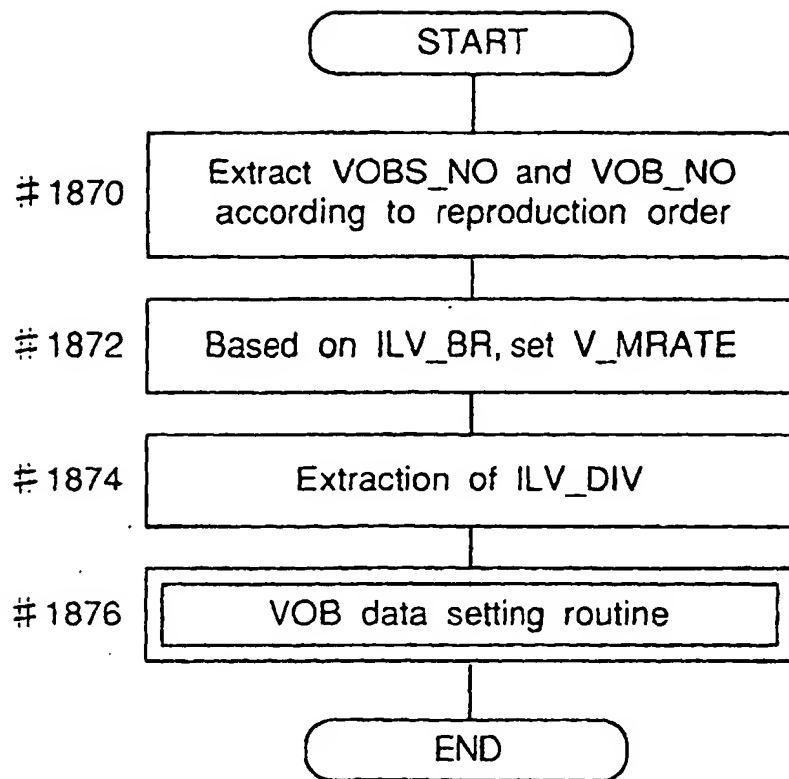 START
#1870
Extract VOBS_NO and VOB_NO
according to reproduction order
#1872
Based on ILV_BR, set V_MRATE
#1874
Extraction of ILV_DIV
#1876
VOB data setting routine
END